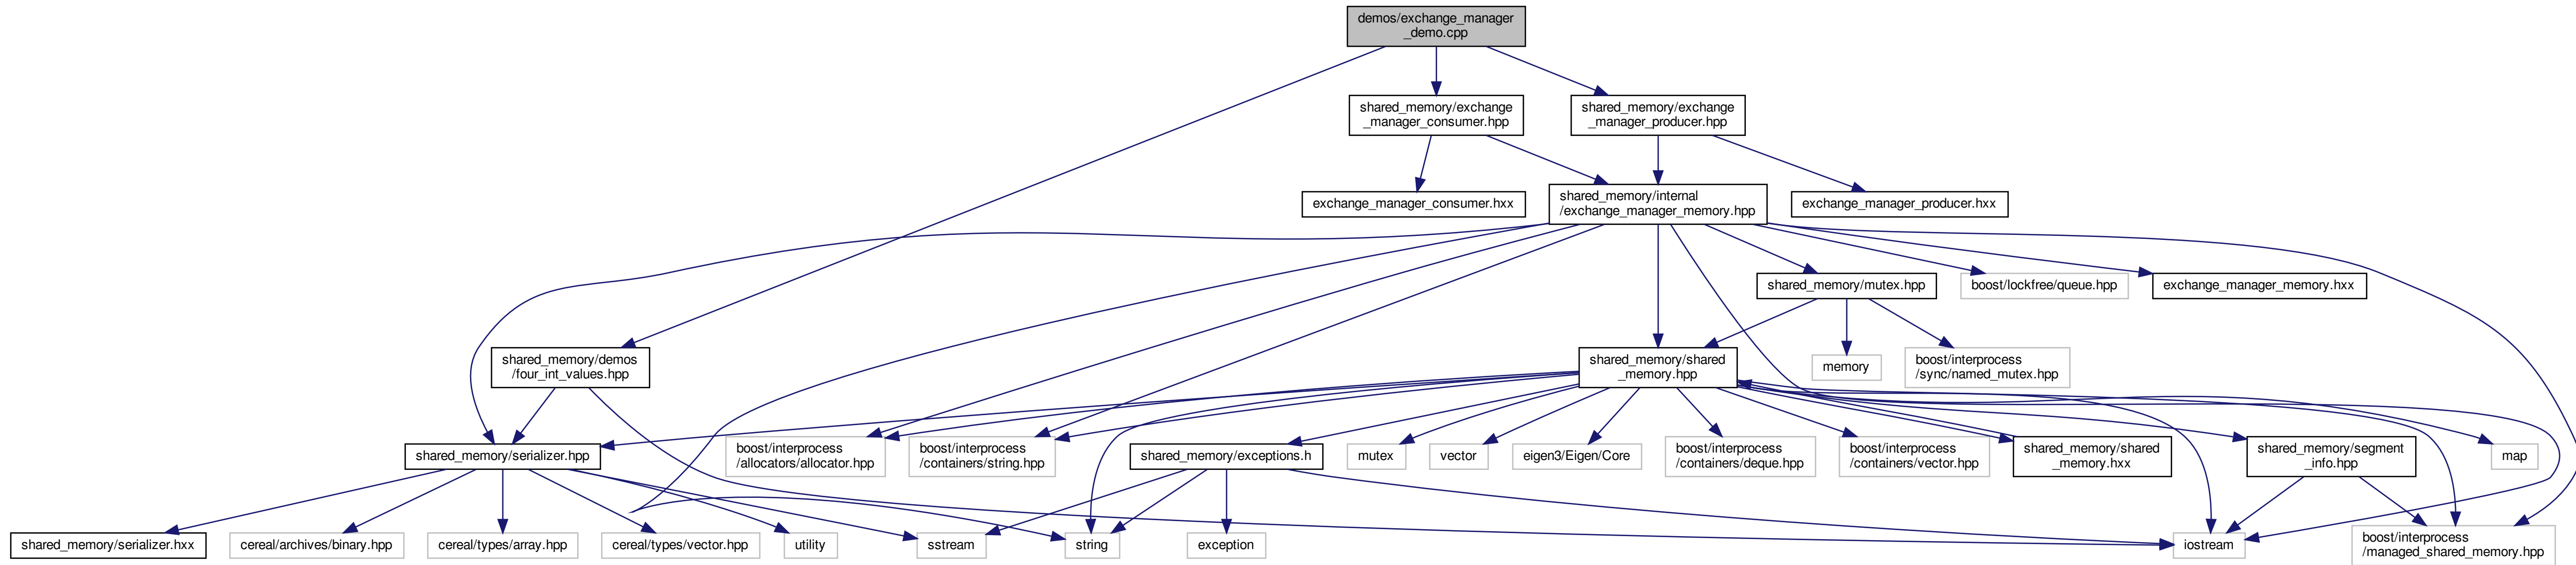 demos/exchange_manager
_demo.cpp
shared_memory/exchange
_manager_consumer.hpp
shared_memory/exchange
_manager_producer.hpp
exchange_manager_consumer.hxx
shared_memory/internal
/exchange_manager_memory.hpp
exchange_manager_producer.hxx
shared_memory/mutex.hpp
boost/lockfree/queue.hpp
exchange_manager_memory.hxx
shared_memory/demos
/four_int_values.hpp
shared_memory/shared
_memory.hpp
memory
boost/interprocess
/sync/named_mutex.hpp
shared_memory/serializer.hpp
boost/interprocess
/allocators/allocator.hpp
boost/interprocess
/containers/string.hpp
shared_memory/exceptions.h
mutex
vector
eigen3/Eigen/Core
boost/interprocess
/containers/deque.hpp
boost/interprocess
/containers/vector.hpp
shared_memory/shared
_memory.hxx
shared_memory/segment
_info.hpp
map
shared_memory/serializer.hxx
cereal/archives/binary.hpp
cereal/types/array.hpp
cereal/types/vector.hpp
utility
sstream
string
exception
iostream
boost/interprocess
/managed_shared_memory.hpp